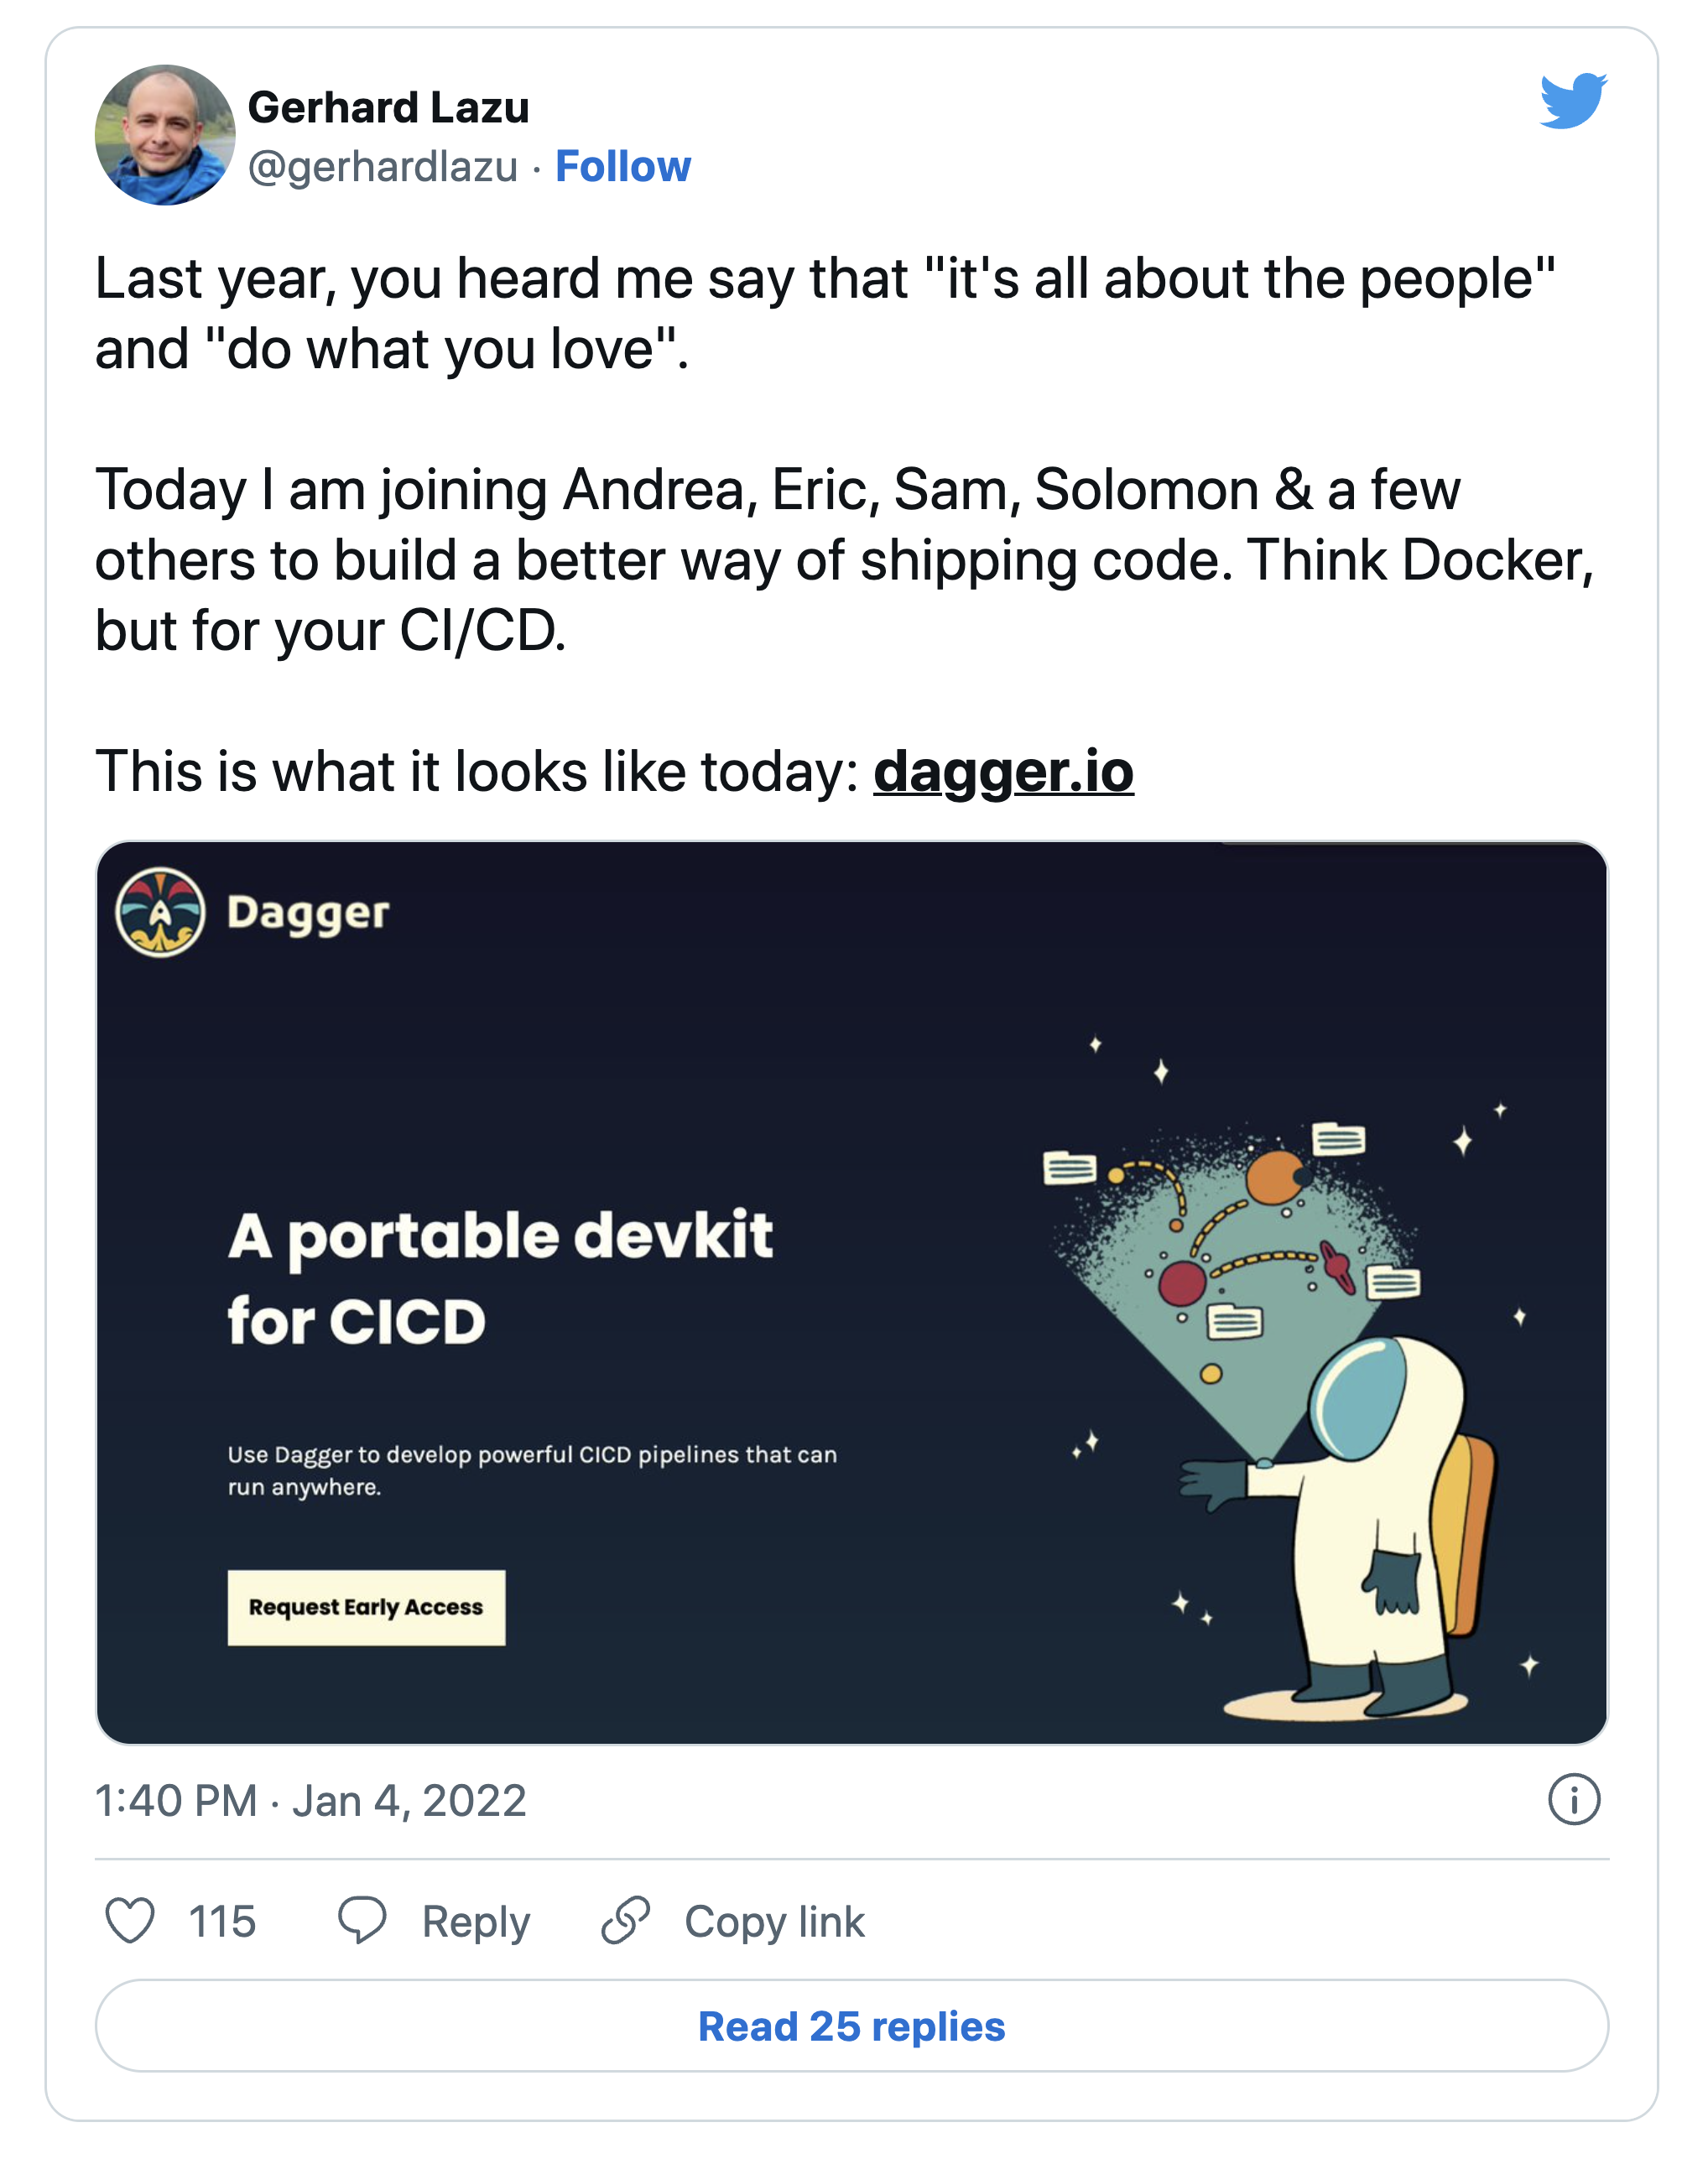 Gerhard Lazu
@gerhardlazu · Follow
Last year, you heard me say that "it's all about the people"
and "do what you love".
Today I am joining Andrea, Eric, Sam, Solomon & a few
others to build a better way of shipping code. Think Docker,
but for your CI/CD.
This is what it looks like today: dagger.io
Dagger
A portable devkit
for CICD
Use Dagger to develop powerful CICD pipelines that can
run anywhere.
Request Early Access
1:40 PM · Jan 4, 2022
115 Reply Copy link
Read 25 replies